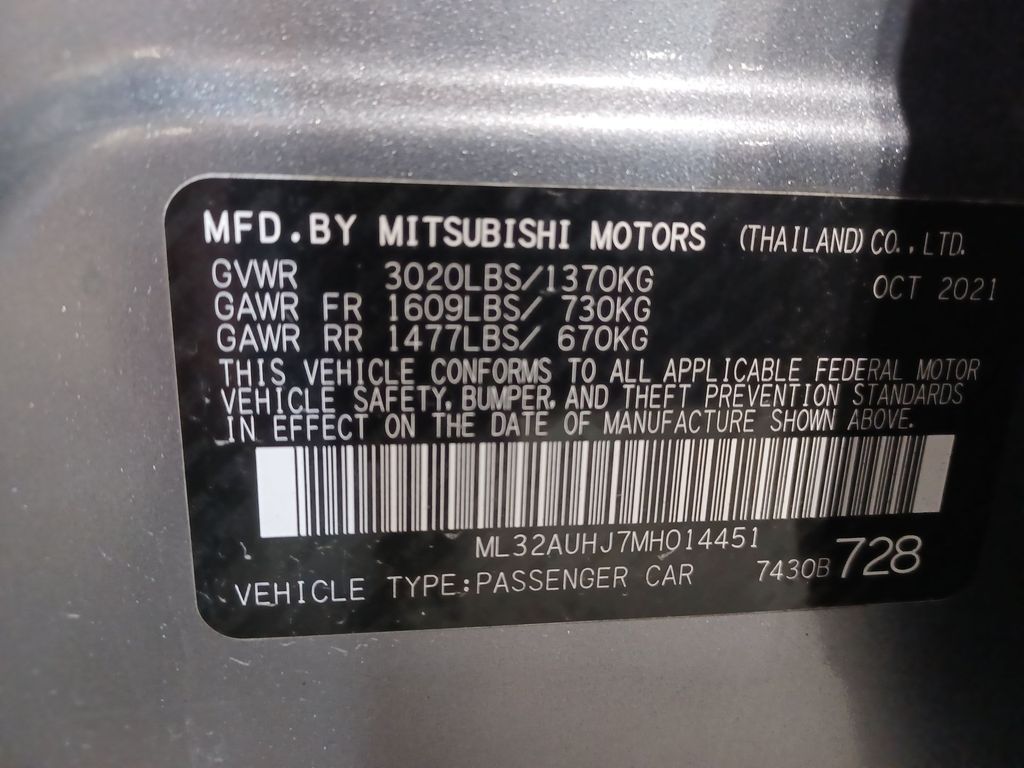 MFD.BY MITSUBISHI MOTORS (THAILAND) CO.,LTD.
GVWR 3020LBS/1370KG OCT 2021
GAWR FR 1609LBS/ 730KG
GAWR RR 1477LBS/ 670KG
THIS VEHICLE CONFORMS TO ALL APPLICABLE FEDERAL MOTOR
VEHICLE SAFETY, BUMPER, AND THEFT PREVENTION STANDARDS
IN EFFECT ON THE DATE OF MANUFACTURE SHOWN ABOVE.
ML32AUHJ7MH014451
VEHICLE TYPE:PASSENGER CAR 7430B 728